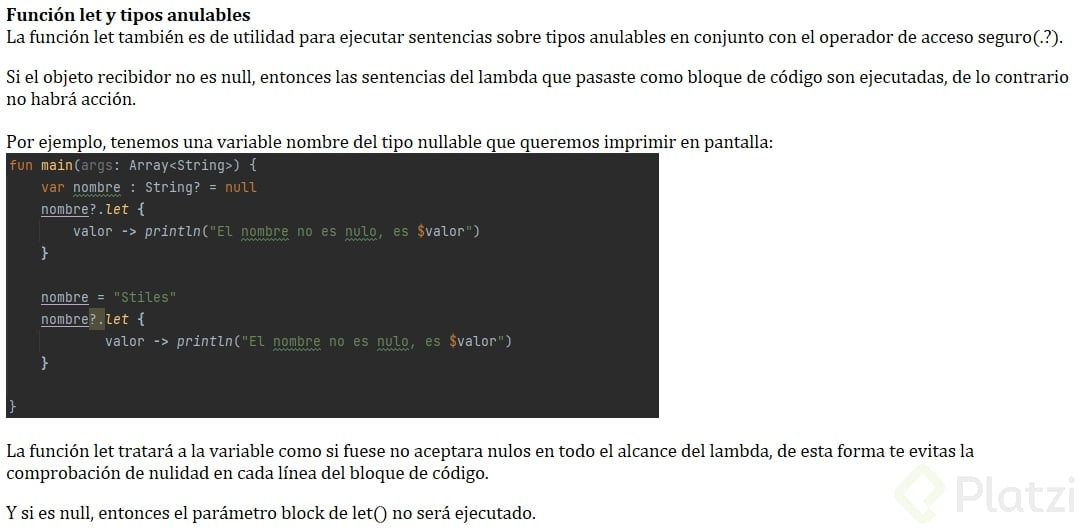 Función let y tipos anulables
La función let también es de utilidad para ejecutar sentencias sobre tipos anulables en conjunto con el operador de acceso seguro(.?).
Si el objeto recibidor no es null, entonces las sentencias del lambda que pasaste como bloque de código son ejecutadas, de lo contrario
no habrá acción.
Por ejemplo, tenemos una variable nombre del tipo nullable que queremos imprimir en pantalla:
fun main(args: Array<String>) {
    var nombre : String? = null
    nombre?.let {
        valor -> println("El nombre no es nulo, es $valor")
    }
    nombre = "Stiles"
    nombre?.let {
            valor -> println("El nombre no es nulo, es $valor")
    }
}
La función let tratará a la variable como si fuese no aceptara nulos en todo el alcance del lambda, de esta forma te evitas la
comprobación de nulidad en cada línea del bloque de código.
Platzi
Y si es null, entonces el parámetro block de let() no será ejecutado.